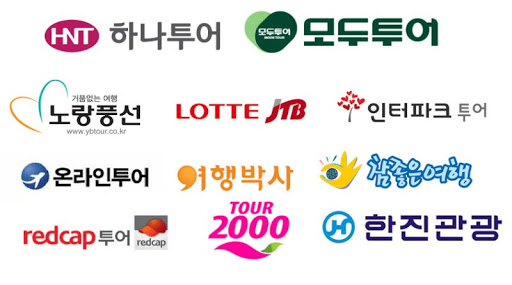 HNT 하나투어
모두투어 MODETOUR 모두투어
거품없는 여행
노랑풍선
www.ybtour.co.kr
LOTTE JTB
인터파크 투어
온라인투어
여행박사
참좋은여행
redcap 투어 redcap
TOUR
2000
한진관광